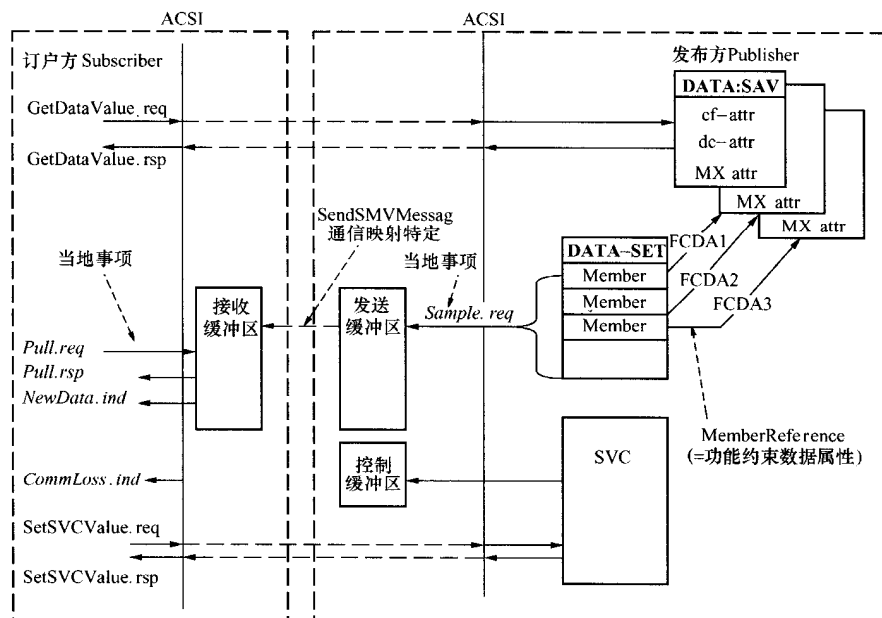 ACSI
ACSI
订户方 Subscriber
发布方Publisher
DATA:SAV
GetDataValue.req
cf-attr
dc-attr
GetDataValue.rsp
MX attr
MX attr
MX attr
SendSMVMessag
通信映射特定
FCDA1
DATA-SET
当地事项
当地事项
FCDA2
Member
接收
缓冲区
发送
缓冲区
Sample.req
Member
FCDA3
Member
Pull.req
Pull.rsp
NewData.ind
MemberReference
(=功能约束数据属性)
控制
缓冲区
SVC
CommLoss.ind
SetSVCValue.req
SetSVCValue.rsp